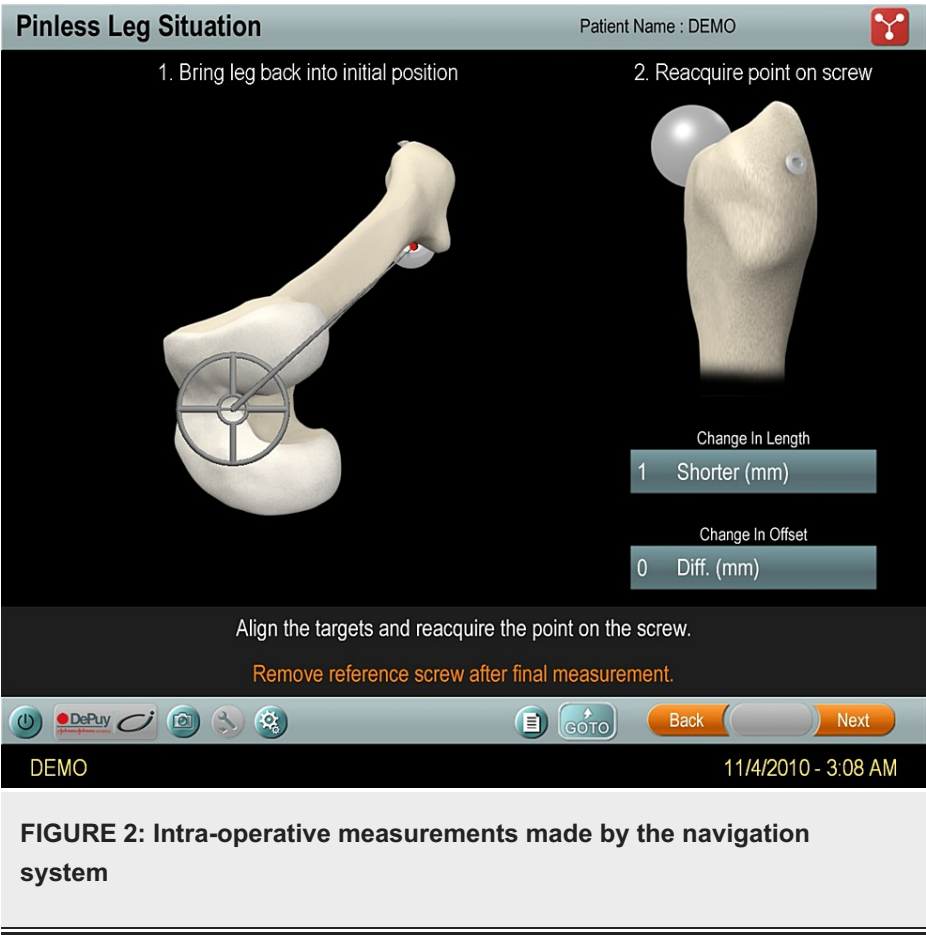 Pinless Leg Situation
Patient Name : DEMO
1. Bring leg back into initial position
2. Reacquire point on screw
Change In Length
1 Shorter (mm)
Change In Offset
0 Diff. (mm)
Align the targets and reacquire the point on the screw.
Remove reference screw after final measurement.
DePuy
GOTO
Back
Next
DEMO
11/4/2010 - 3:08 AM
FIGURE 2: Intra-operative measurements made by the navigation
system